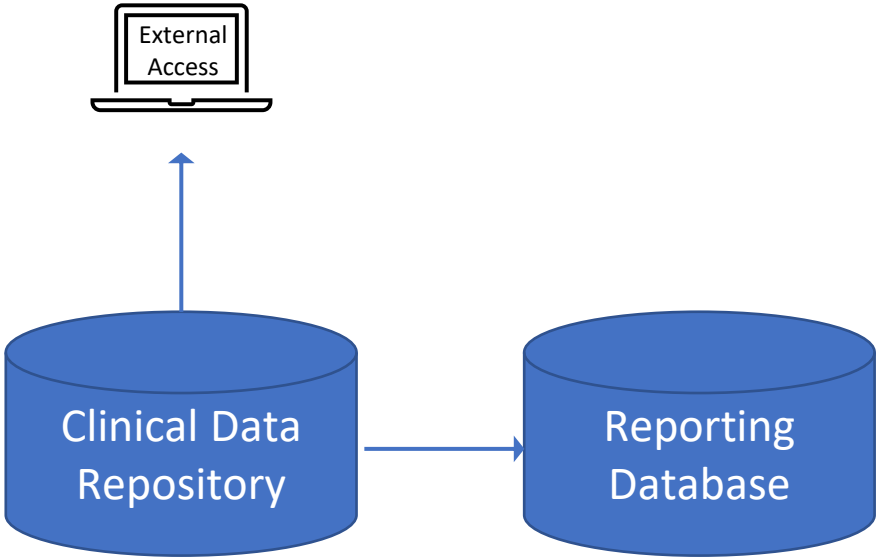 External
Access
Clinical Data
Repository
Reporting
Database